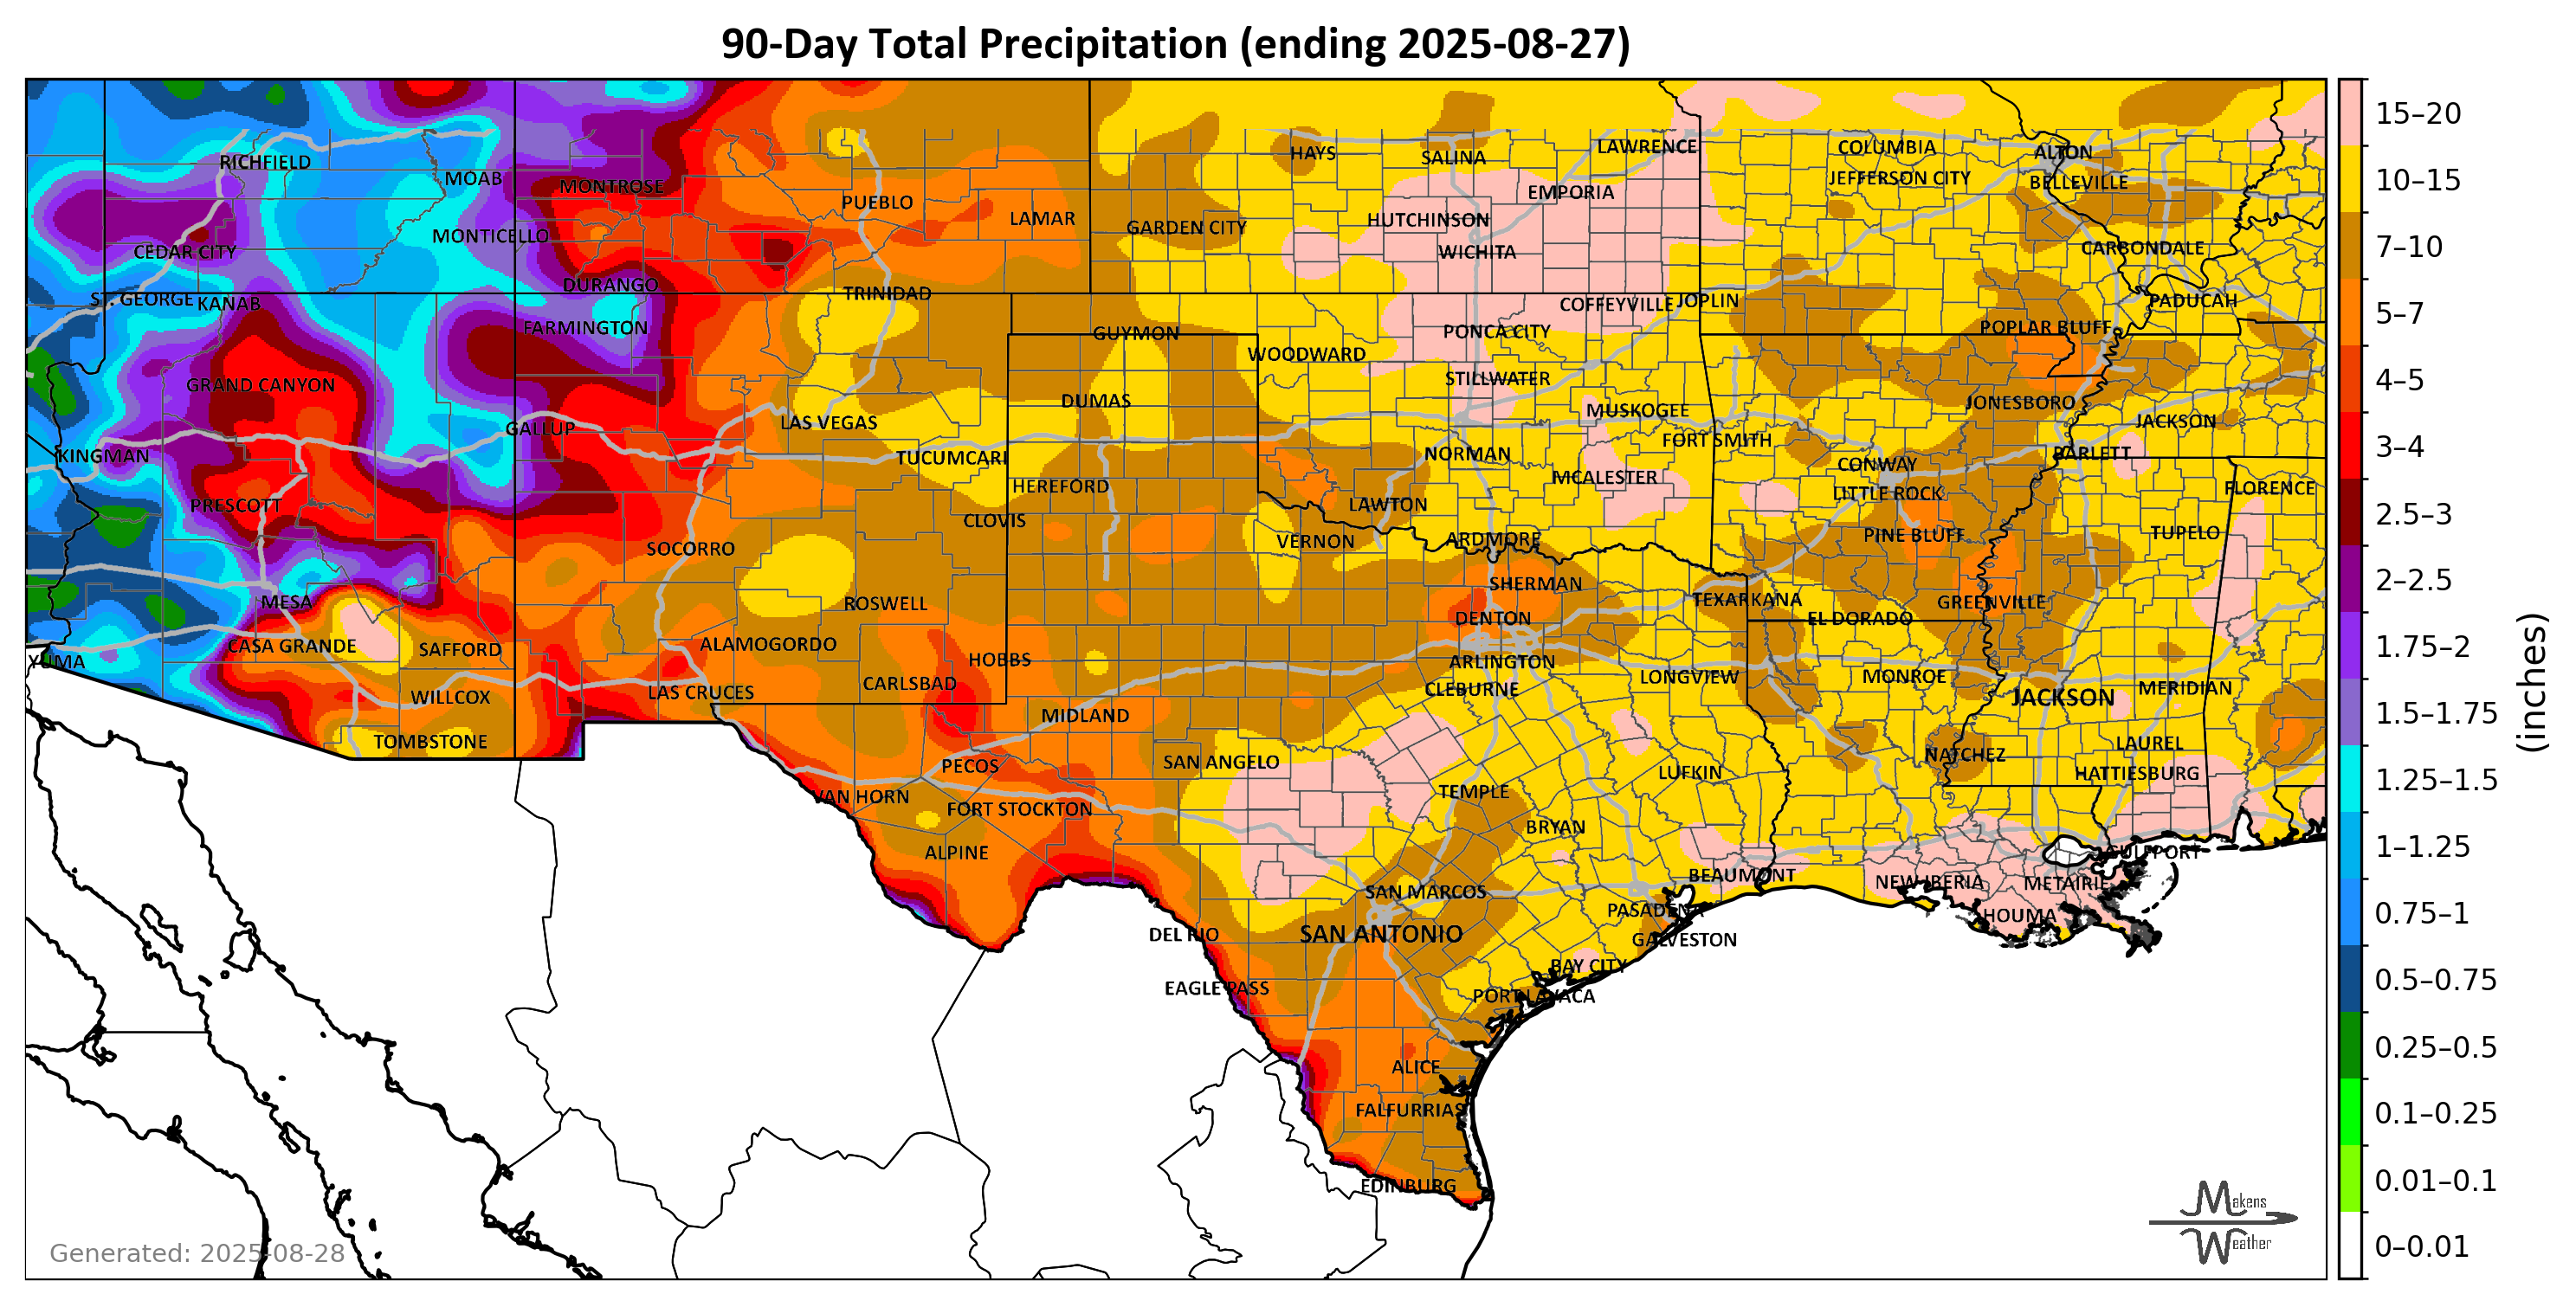 90-Day Total Precipitation (ending 2025-08-27)
RICHFIELD
MOAB
MONTROSE
PUEBLO
LAMAR
GARDEN CITY
HAYS
SALINA
LAWRENCE
EMPORIA
HUTCHINSON
WICHITA
COLUMBIA
JEFFERSON CITY
ALTON
BELLEVILLE
CARBONDALE
MONTICELLO
CEDAR CITY
ST. GEORGE
KANAB
DURANGO
TRINIDAD
COFFEYVILLE
JOPLIN
PADUCAH
FARMINGTON
GUYMON
PONCA CITY
POPLAR BLUFF
WOODWARD
STILLWATER
GRAND CANYON
DUMAS
MUSKOGEE
JONESBORO
JACKSON
GALLUP
LAS VEGAS
FORT SMITH
KINGMAN
TUCUMCARI
NORMAN
BARLETT
CONWAY
MCALESTER
HEREFORD
LITTLE ROCK
FLORENCE
PRESCOTT
LAWTON
CLOVIS
PINE BLUFF
TUPELO
SOCORRO
VERNON
ARDMORE
SHERMAN
MESA
ROSWELL
TEXARKANA
GREENVILLE
DENTON
EL DORADO
CASA GRANDE
SAFFORD
ALAMOGORDO
HOBBS
ARLINGTON
YUMA
LONGVIEW
MONROE
CARLSBAD
CLEBURNE
LAS CRUCES
WILLCOX
JACKSON
MERIDIAN
MIDLAND
TOMBSTONE
LAUREL
NATCHEZ
PECOS
SAN ANGELO
LUFKIN
HATTIESBURG
VAN HORN
FORT STOCKTON
TEMPLE
BRYAN
ALPINE
GULFPORT
BEAUMONT
NEW IBERIA
METAIRIE
SAN MARCOS
PASADENA
HOUMA
DEL RIO
SAN ANTONIO
GALVESTON
BAY CITY
EAGLE PASS
PORT LAVACA
ALICE
FALFURRIAS
EDINBURG
15–20
10–15
7–10
5–7
4–5
3–4
2.5–3
2–2.5
1.75–2
1.5–1.75
1.25–1.5
1–1.25
0.75–1
0.5–0.75
0.25–0.5
0.1–0.25
0.01–0.1
0–0.01
(inches)
Makens
Weather
Generated: 2025-08-28